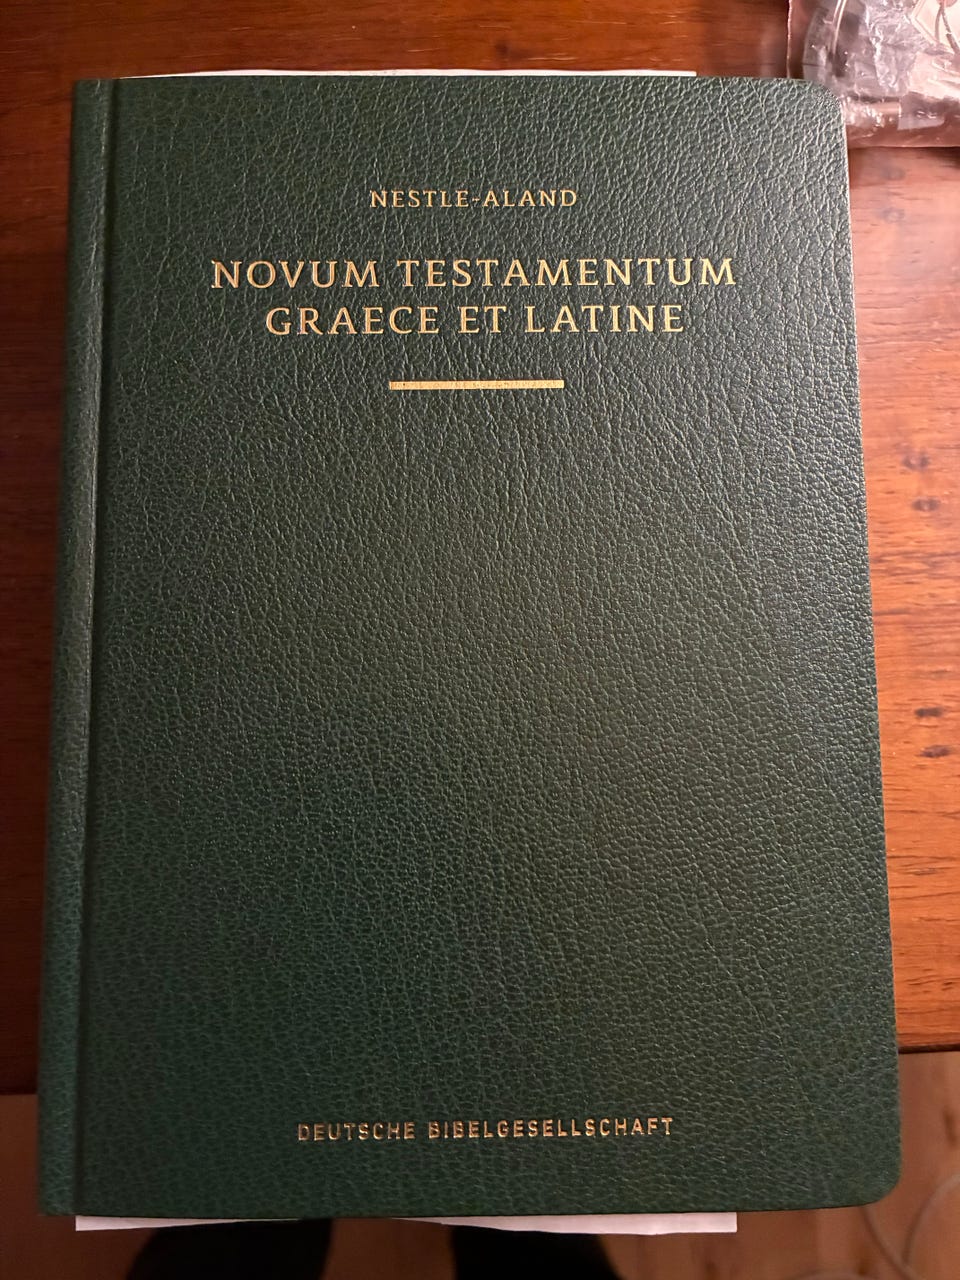 NESTLE-ALAND
NOVUM TESTAMENTUM
GRAECE ET LATINE
DEUTSCHE BIBELGESELLSCHAFT